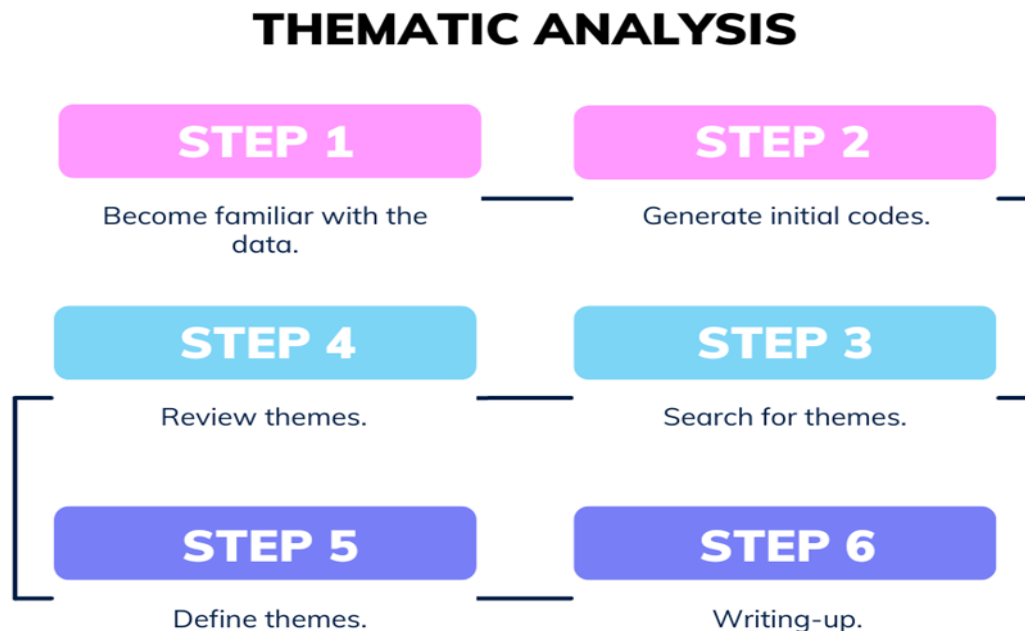 THEMATIC ANALYSIS
STEP 1
Become familiar with the
data.
STEP 2
Generate initial codes.
STEP 3
Search for themes.
STEP 4
Review themes.
STEP 5
Define themes.
STEP 6
Writing-up.